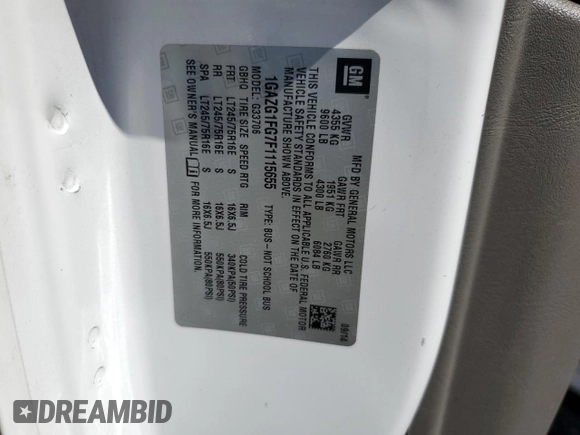 GM
MFD BY GENERAL MOTORS LLC
GVWR GAWR FRT GAWR RR
4355 KG 1951 KG 2760 KG
9600 LB 4300 LB 6084 LB
THIS VEHICLE CONFORMS TO ALL APPLICABLE U.S. FEDERAL MOTOR
VEHICLE SAFETY STANDARDS IN EFFECT ON THE DATE OF
MANUFACTURE SHOWN ABOVE.
09/14
1GAZG1FG7F1115665 TYPE: BUS-NOT SCHOOL BUS
MODEL: G33706
GBHQ TIRE SIZE SPEED RTG RIM COLD TIRE PRESSURE
FRT LT245/75R16E S 16X6.5J 340KPA(50PSI)
RR LT245/75R16E S 16X6.5J 550KPA(80PSI)
SPA LT245/75R16E S 16X6.5J 550KPA(80PSI)
SEE OWNER'S MANUAL FOR MORE INFORMATION.
DREAMBID